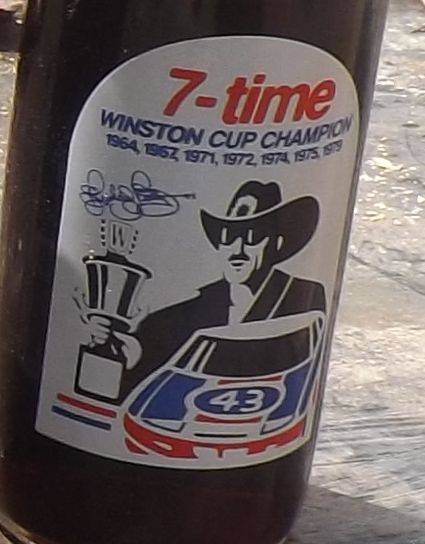 7-time
WINSTON CUP CHAMPION
1964, 1967, 1971, 1972, 1974, 1975, 1979
W
43